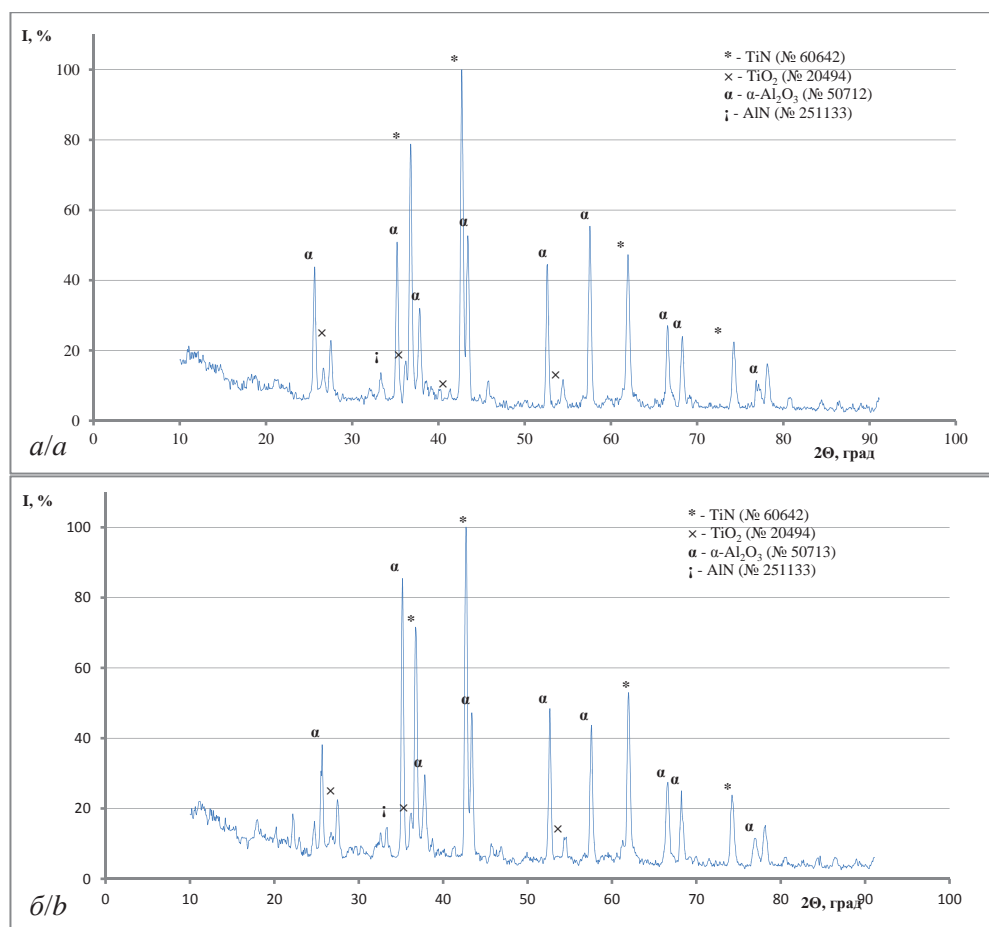 I, %
* - TiN (№ 60642)
× - TiO₂ (№ 20494)
α - α-Al₂O₃ (№ 50712)
¡ - AlN (№ 251133)
100
80
60
40
20
0
* * α α α α × ¡ × × α × α * α α * α
0 10 20 30 40 50 60 70 80 90 100
2Θ, град
а/a
I, %
* - TiN (№ 60642)
× - TiO₂ (№ 20494)
α - α-Al₂O₃ (№ 50713)
¡ - AlN (№ 251133)
100
80
60
40
20
0
* α * α α α × ¡ × α × α * α α * α
0 10 20 30 40 50 60 70 80 90 100
2Θ, град
б/b